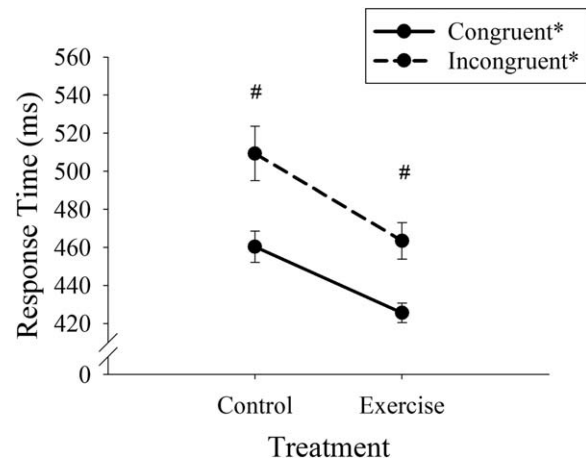 Congruent*
Incongruent*
560
540
520
500
480
460
440
420
0
#
#
Response Time (ms)
Control
Exercise
Treatment